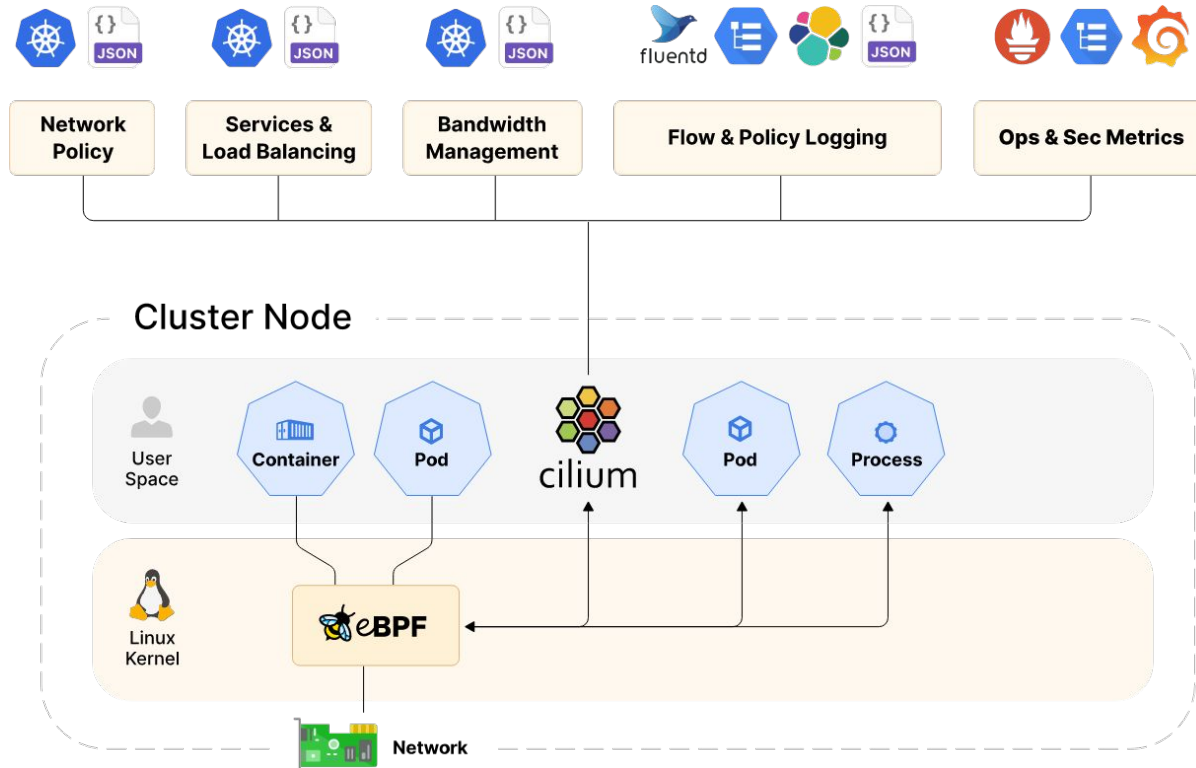 JSON
JSON
JSON
fluentd
JSON
Network
Policy
Services &
Load Balancing
Bandwidth
Management
Flow & Policy Logging
Ops & Sec Metrics
Cluster Node
User
Space
Container
Pod
cilium
Pod
Process
Linux
Kernel
eBPF
Network